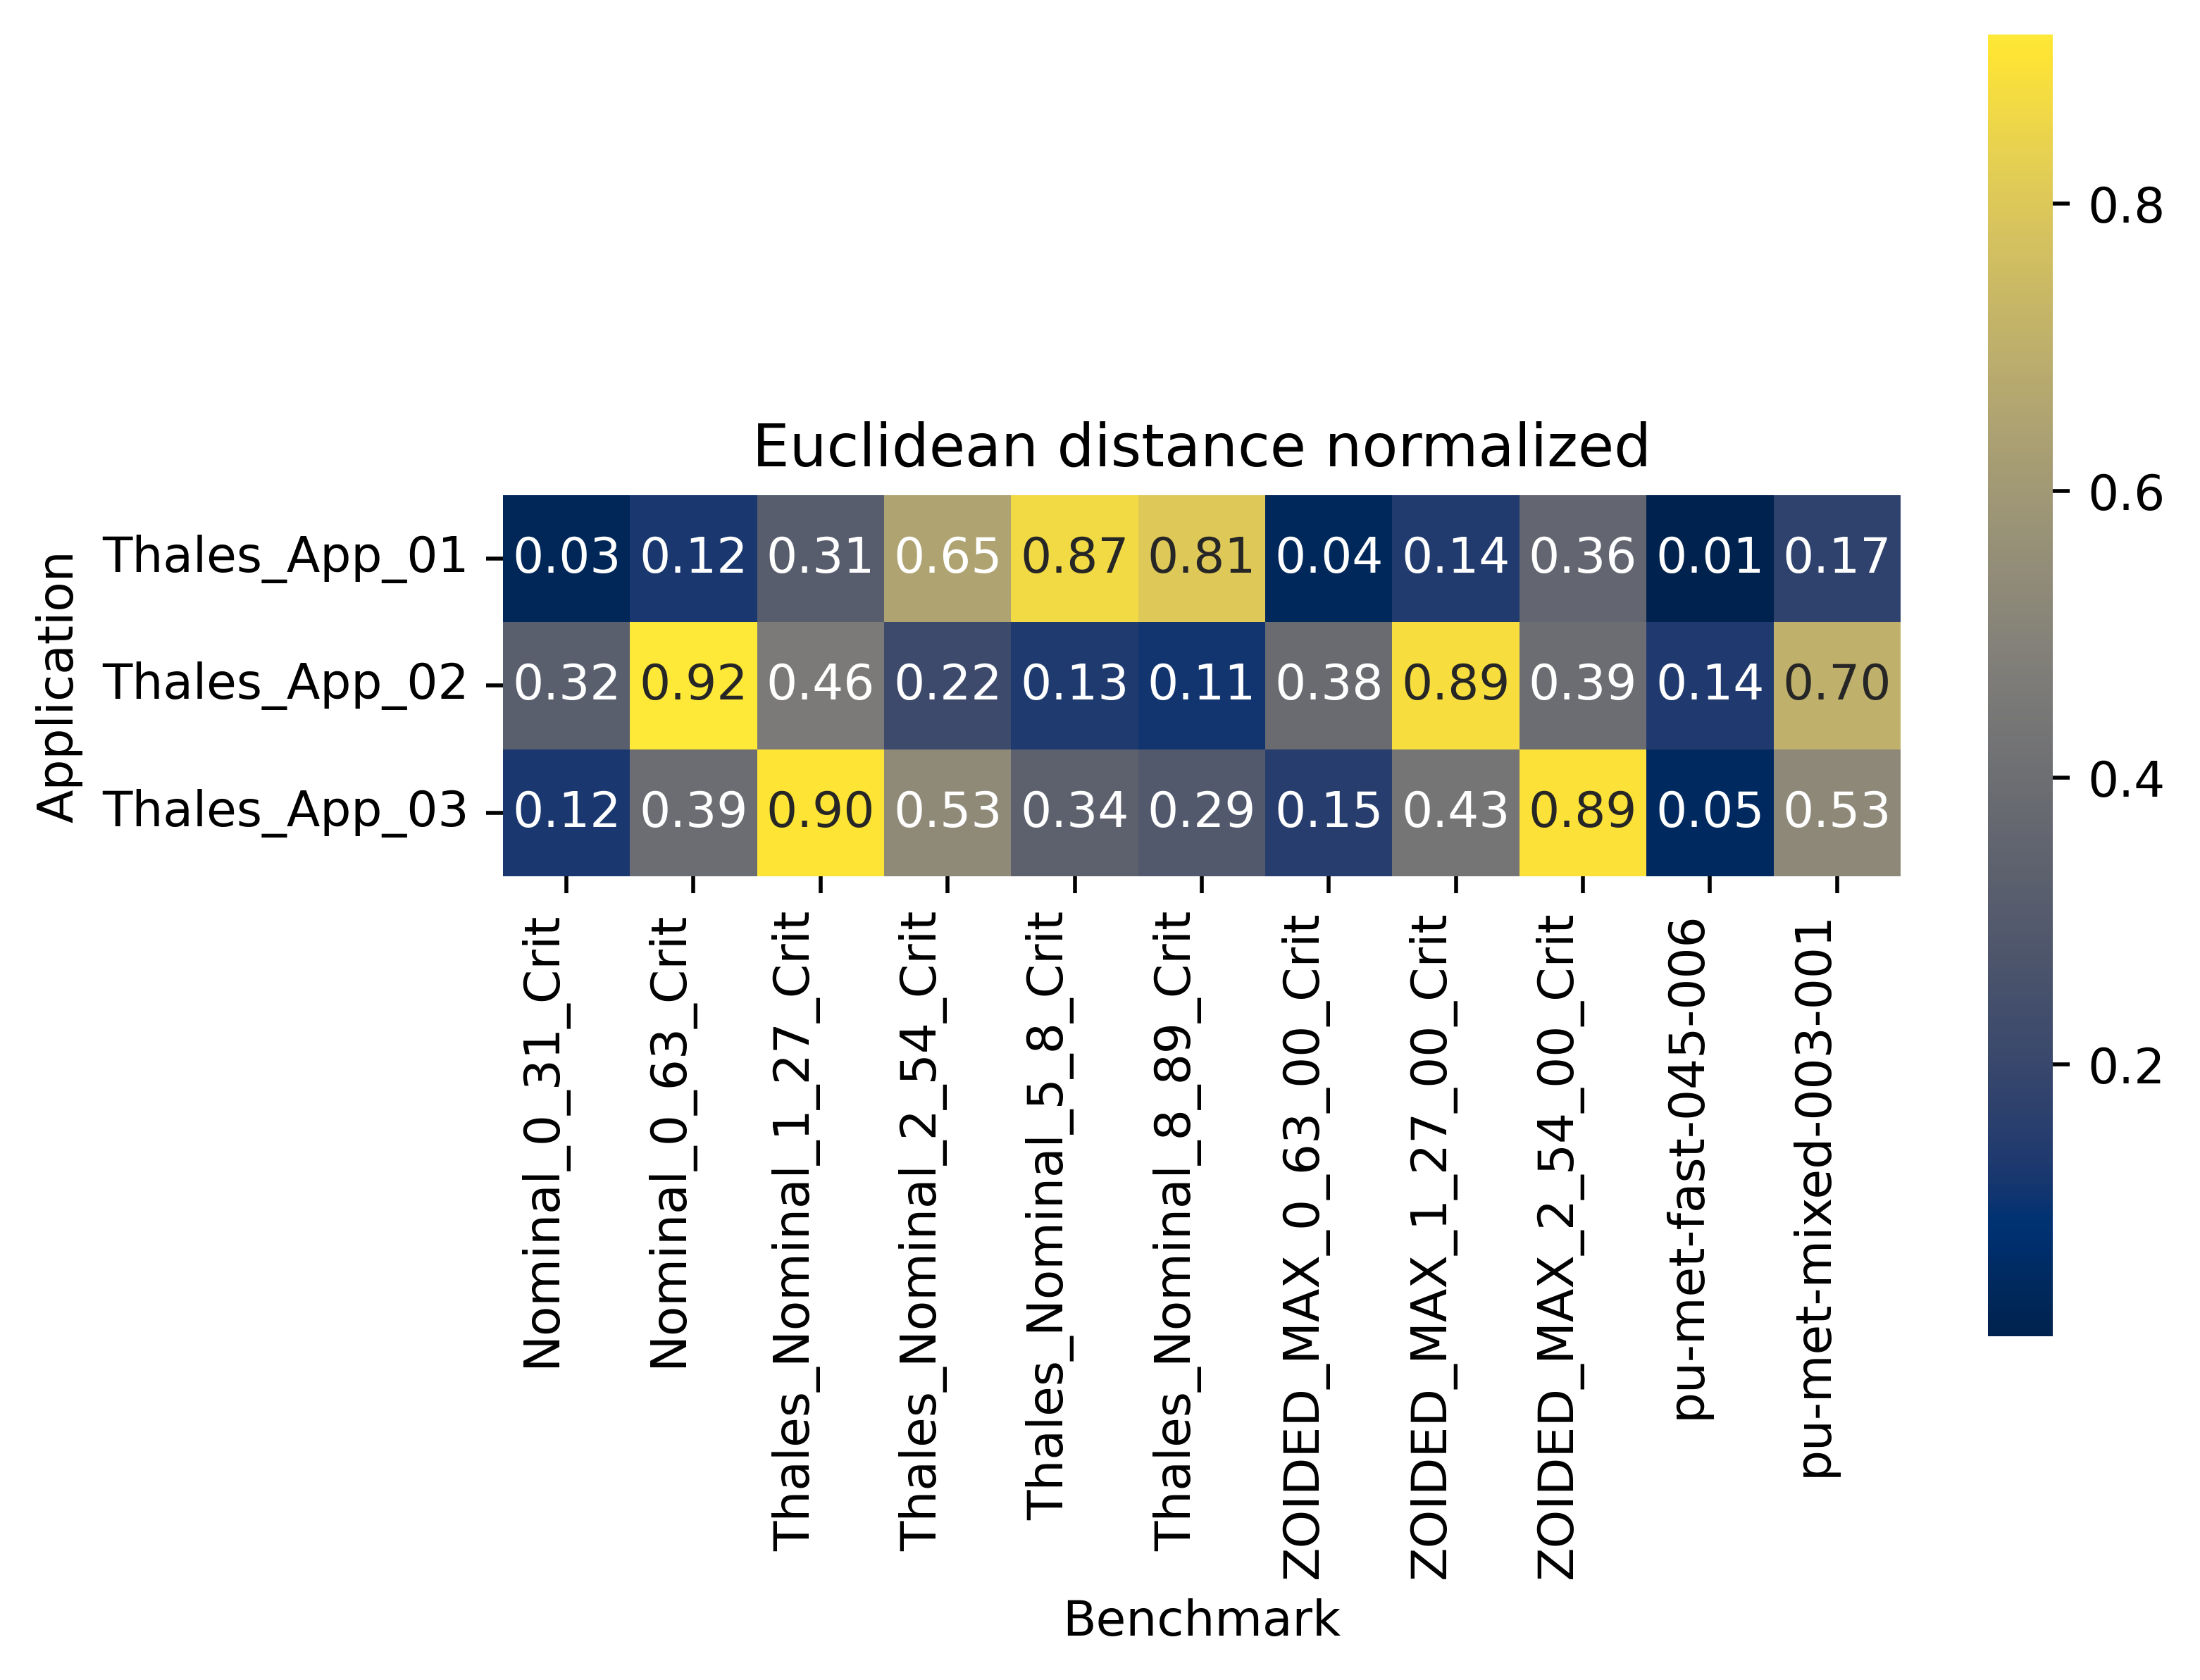 Euclidean distance normalized
Application
Thales_App_01 0.03 0.12 0.31 0.65 0.87 0.81 0.04 0.14 0.36 0.01 0.17
Thales_App_02 0.32 0.92 0.46 0.22 0.13 0.11 0.38 0.89 0.39 0.14 0.70
Thales_App_03 0.12 0.39 0.90 0.53 0.34 0.29 0.15 0.43 0.89 0.05 0.53
Nominal_0_31_Crit
Nominal_0_63_Crit
Thales_Nominal_1_27_Crit
Thales_Nominal_2_54_Crit
Thales_Nominal_5_8_Crit
Thales_Nominal_8_89_Crit
ZOIDED_MAX_0_63_00_Crit
ZOIDED_MAX_1_27_00_Crit
ZOIDED_MAX_2_54_00_Crit
pu-met-fast-045-006
pu-met-mixed-003-001
Benchmark
0.8
0.6
0.4
0.2